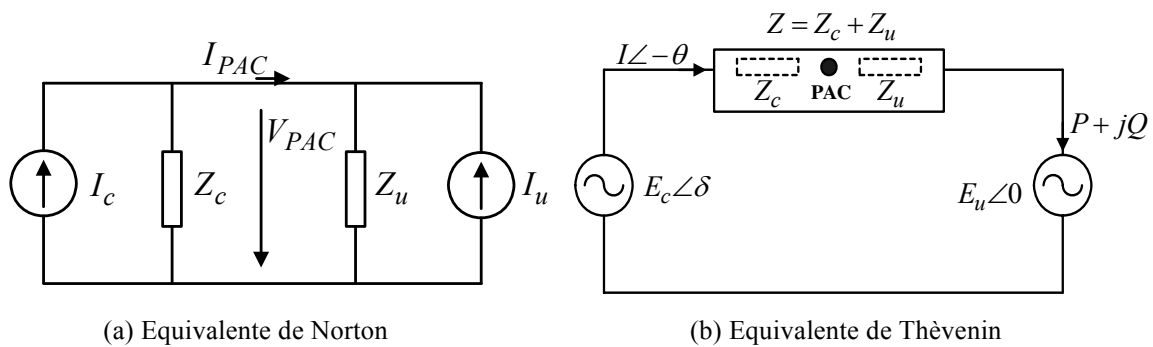 I_PAC
V_PAC
I_c
Z_c
Z_u
I_u
(a) Equivalente de Norton
Z = Z_c + Z_u
I∠−θ
Z_c
PAC
Z_u
P + jQ
E_c∠δ
E_u∠0
(b) Equivalente de Thèvenin